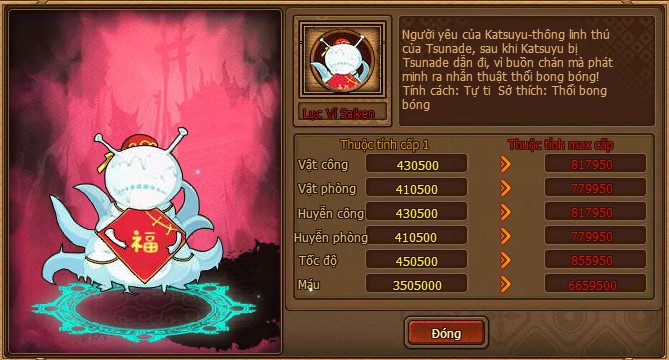 Người yêu của Katsuyu-thông linh thú
của Tsunade, sau khi Katsuyu bị
Tsunade dẫn đi, vì buồn chán mà phát
minh ra nhẫn thuật thổi bong bóng!
Tính cách: Tự ti Sở thích: Thổi bong
bóng
Lục Vĩ Saiken
福
Thuộc tính cấp 1 Thuộc tính max cấp
Vật công 430500 817950
Vật phòng 410500 779950
Huyễn công 430500 817950
Huyễn phòng 410500 779950
Tốc độ 450500 855950
Máu 3505000 6659500
Đóng